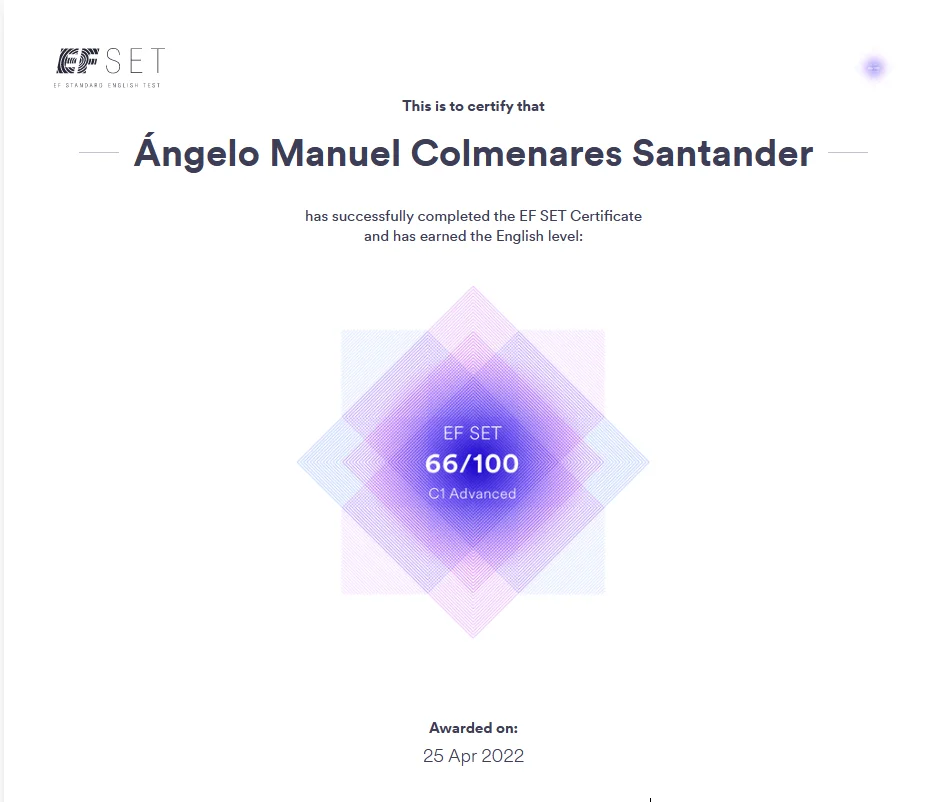 EF SET
EF STANDARD ENGLISH TEST
This is to certify that
Ángelo Manuel Colmenares Santander
has successfully completed the EF SET Certificate
and has earned the English level:
EF SET
66/100
C1 Advanced
Awarded on:
25 Apr 2022